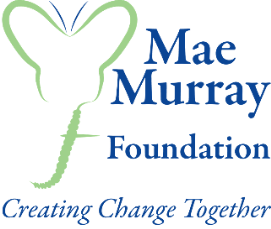 Mae
Murray
Foundation
Creating Change Together